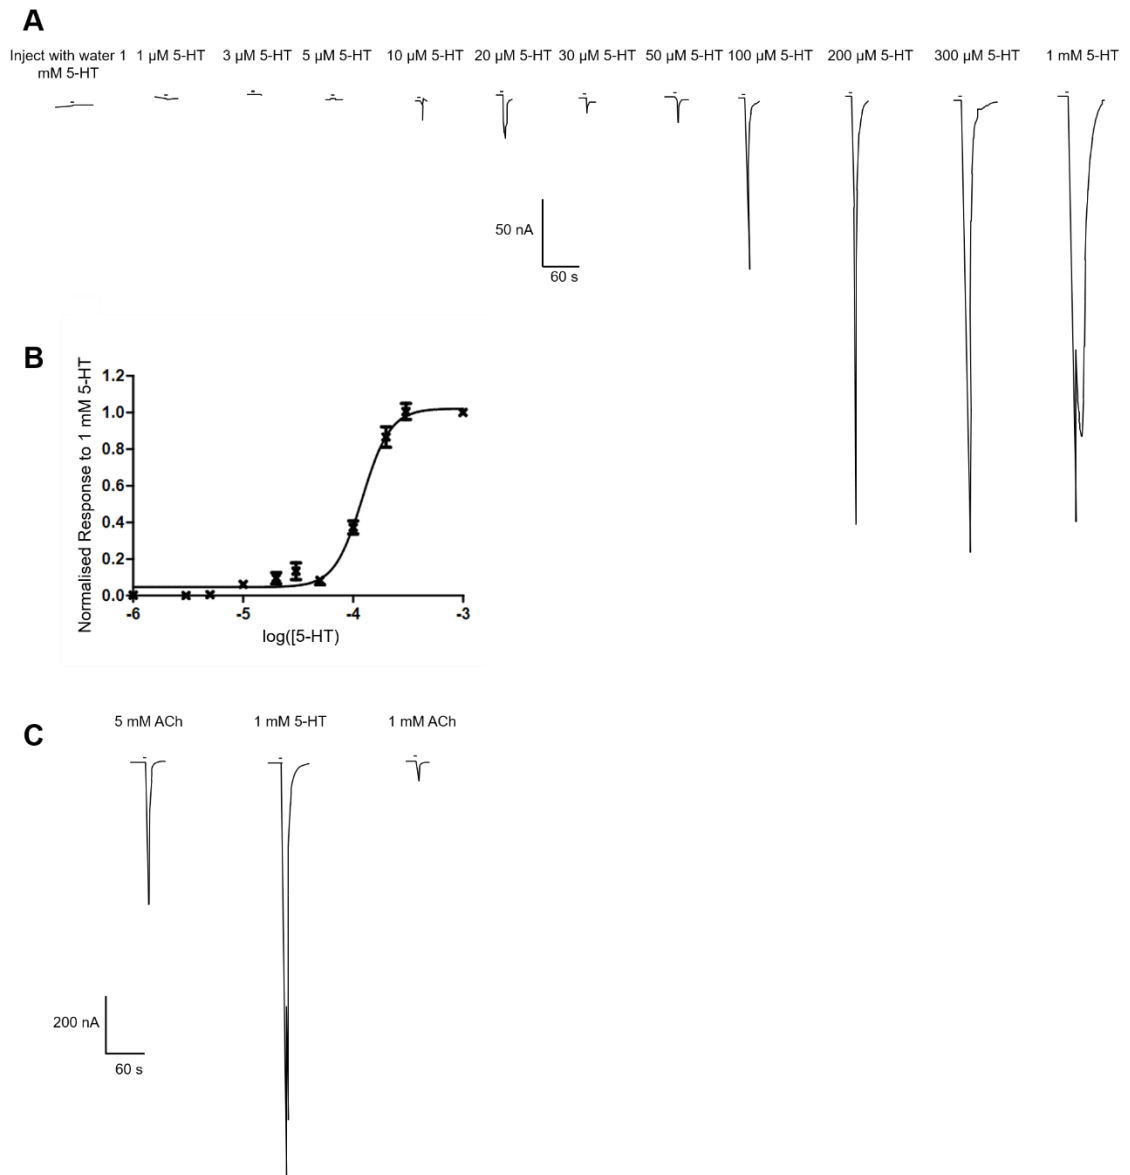 A
Inject with water 1 mM 5-HT
1 µM 5-HT
3 µM 5-HT
5 µM 5-HT
10 µM 5-HT
20 µM 5-HT
30 µM 5-HT
50 µM 5-HT
100 µM 5-HT
200 µM 5-HT
300 µM 5-HT
1 mM 5-HT
50 nA
60 s
B
Normalised Response to 1 mM 5-HT
1.2
1.0
0.8
0.6
0.4
0.2
0.0
-6
-5
-4
-3
log([5-HT)
C
5 mM ACh
1 mM 5-HT
1 mM ACh
200 nA
60 s